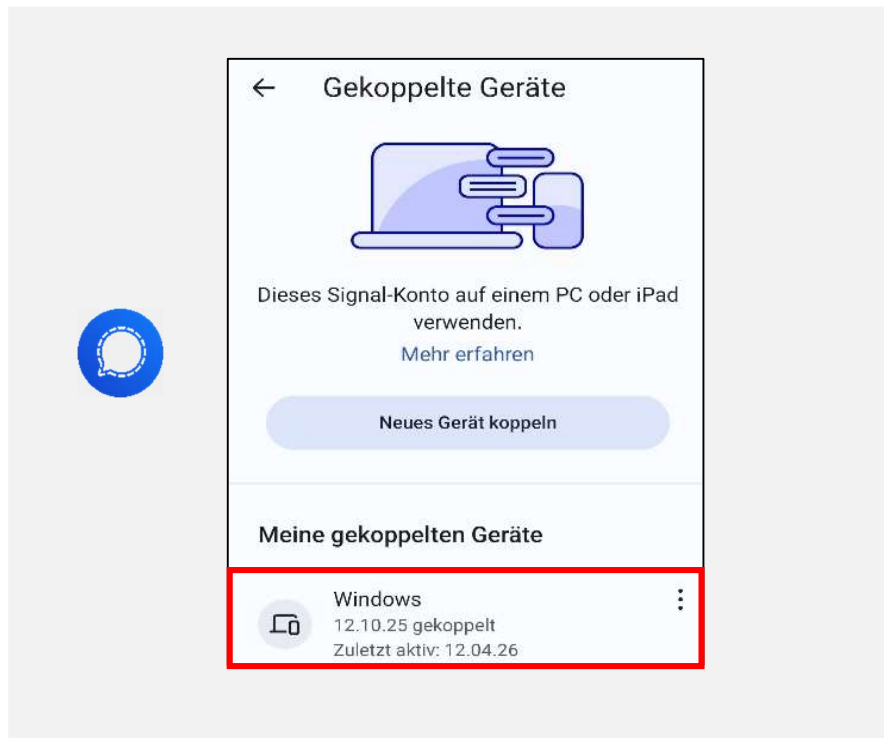 Gekoppelte Geräte
Dieses Signal-Konto auf einem PC oder iPad
verwenden.
Mehr erfahren
Neues Gerät koppeln
Meine gekoppelten Geräte
Windows
12.10.25 gekoppelt
Zuletzt aktiv: 12.04.26